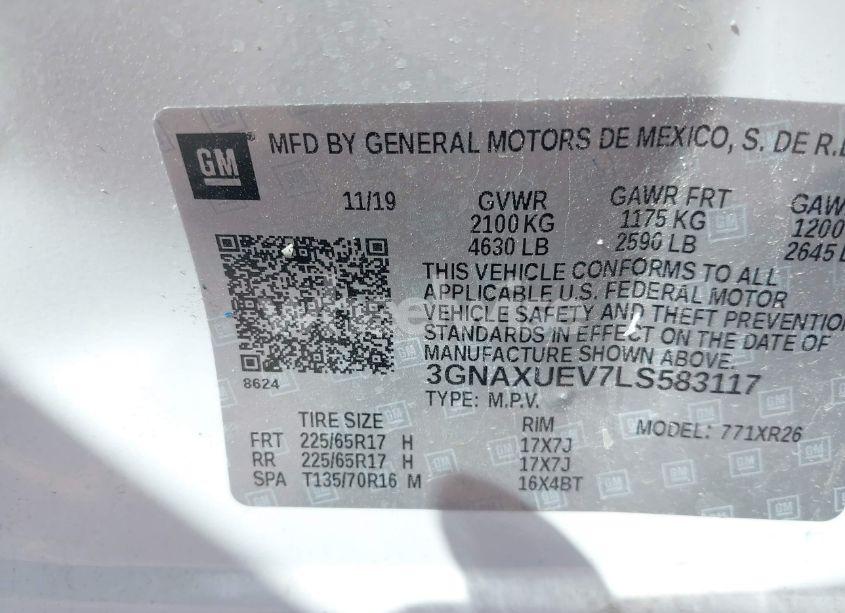 GM
MFD BY GENERAL MOTORS DE MEXICO, S. DE R.
11/19 GVWR GAWR FRT GAW
2100 KG 1175 KG 1200
4630 LB 2590 LB 2645 L
THIS VEHICLE CONFORMS TO ALL
APPLICABLE U.S. FEDERAL MOTOR
VEHICLE SAFETY AND THEFT PREVENTION
STANDARDS IN EFFECT ON THE DATE OF
MANUFACTURE SHOWN ABOVE.
8624
3GNAXUEV7LS583117
TYPE: M.P.V.
TIRE SIZE RIM MODEL: 771XR26
FRT 225/65R17 H 17X7J
RR 225/65R17 H 17X7J
SPA T135/70R16 M 16X4BT